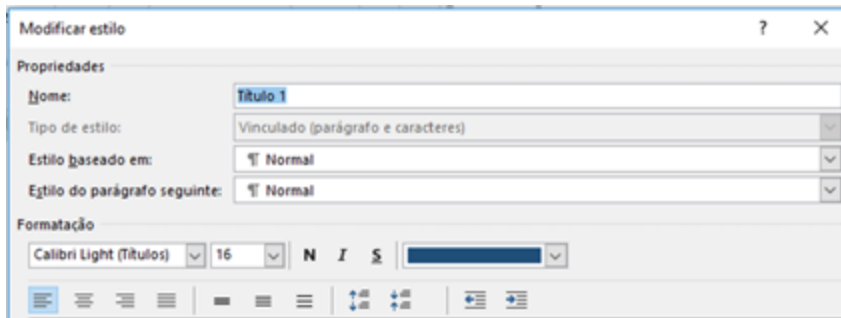 Modificar estilo ? ×
Propriedades
Nome: Título 1
Tipo de estilo: Vinculado (parágrafo e caracteres)
Estilo baseado em: ¶ Normal
Estilo do parágrafo seguinte: ¶ Normal
Formatação
Calibri Light (Títulos) 16 N I S